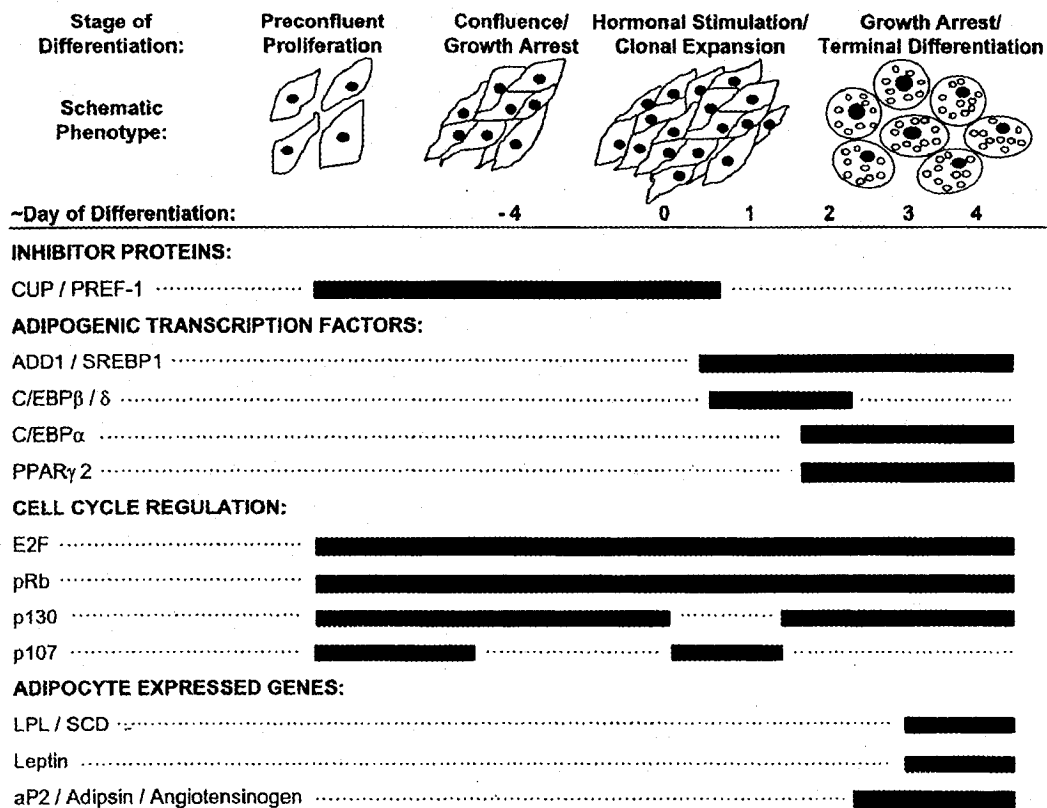 Stage of Differentiation: Preconfluent Proliferation Confluence/ Growth Arrest Hormonal Stimulation/ Clonal Expansion Growth Arrest/ Terminal Differentiation
Schematic Phenotype:
~Day of Differentiation: -4 0 1 2 3 4
INHIBITOR PROTEINS:
CUP / PREF-1
ADIPOGENIC TRANSCRIPTION FACTORS:
ADD1 / SREBP1
C/EBPβ / δ
C/EBPα
PPARγ 2
CELL CYCLE REGULATION:
E2F
pRb
p130
p107
ADIPOCYTE EXPRESSED GENES:
LPL / SCD
Leptin
aP2 / Adipsin / Angiotensinogen